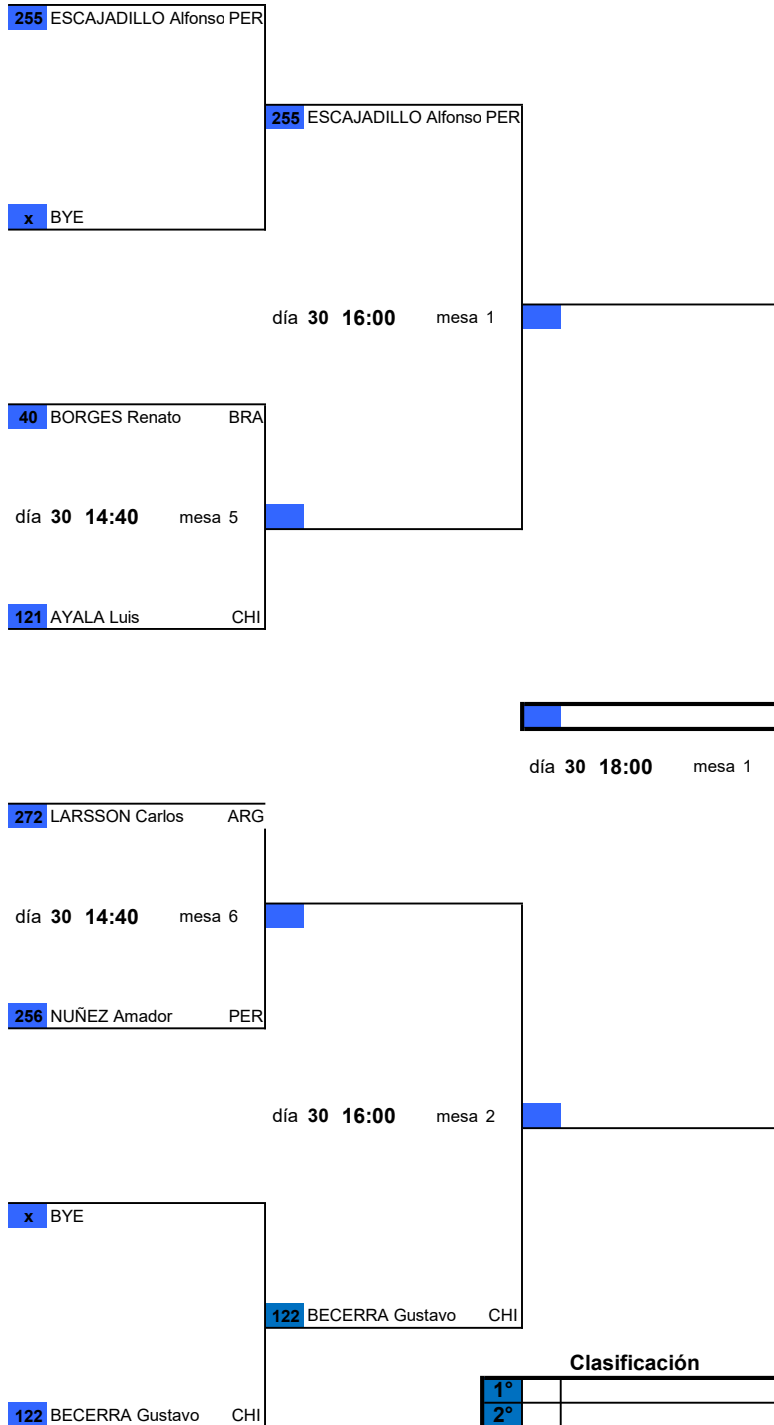 255 ESCAJADILLO Alfonso PER
255 ESCAJADILLO Alfonso PER
x BYE
día 30 16:00 mesa 1
40 BORGES Renato BRA
día 30 14:40 mesa 5
121 AYALA Luis CHI
día 30 18:00 mesa 1
272 LARSSON Carlos ARG
día 30 14:40 mesa 6
256 NUÑEZ Amador PER
día 30 16:00 mesa 2
x BYE
122 BECERRA Gustavo CHI
Clasificación
1°
122 BECERRA Gustavo CHI
2°